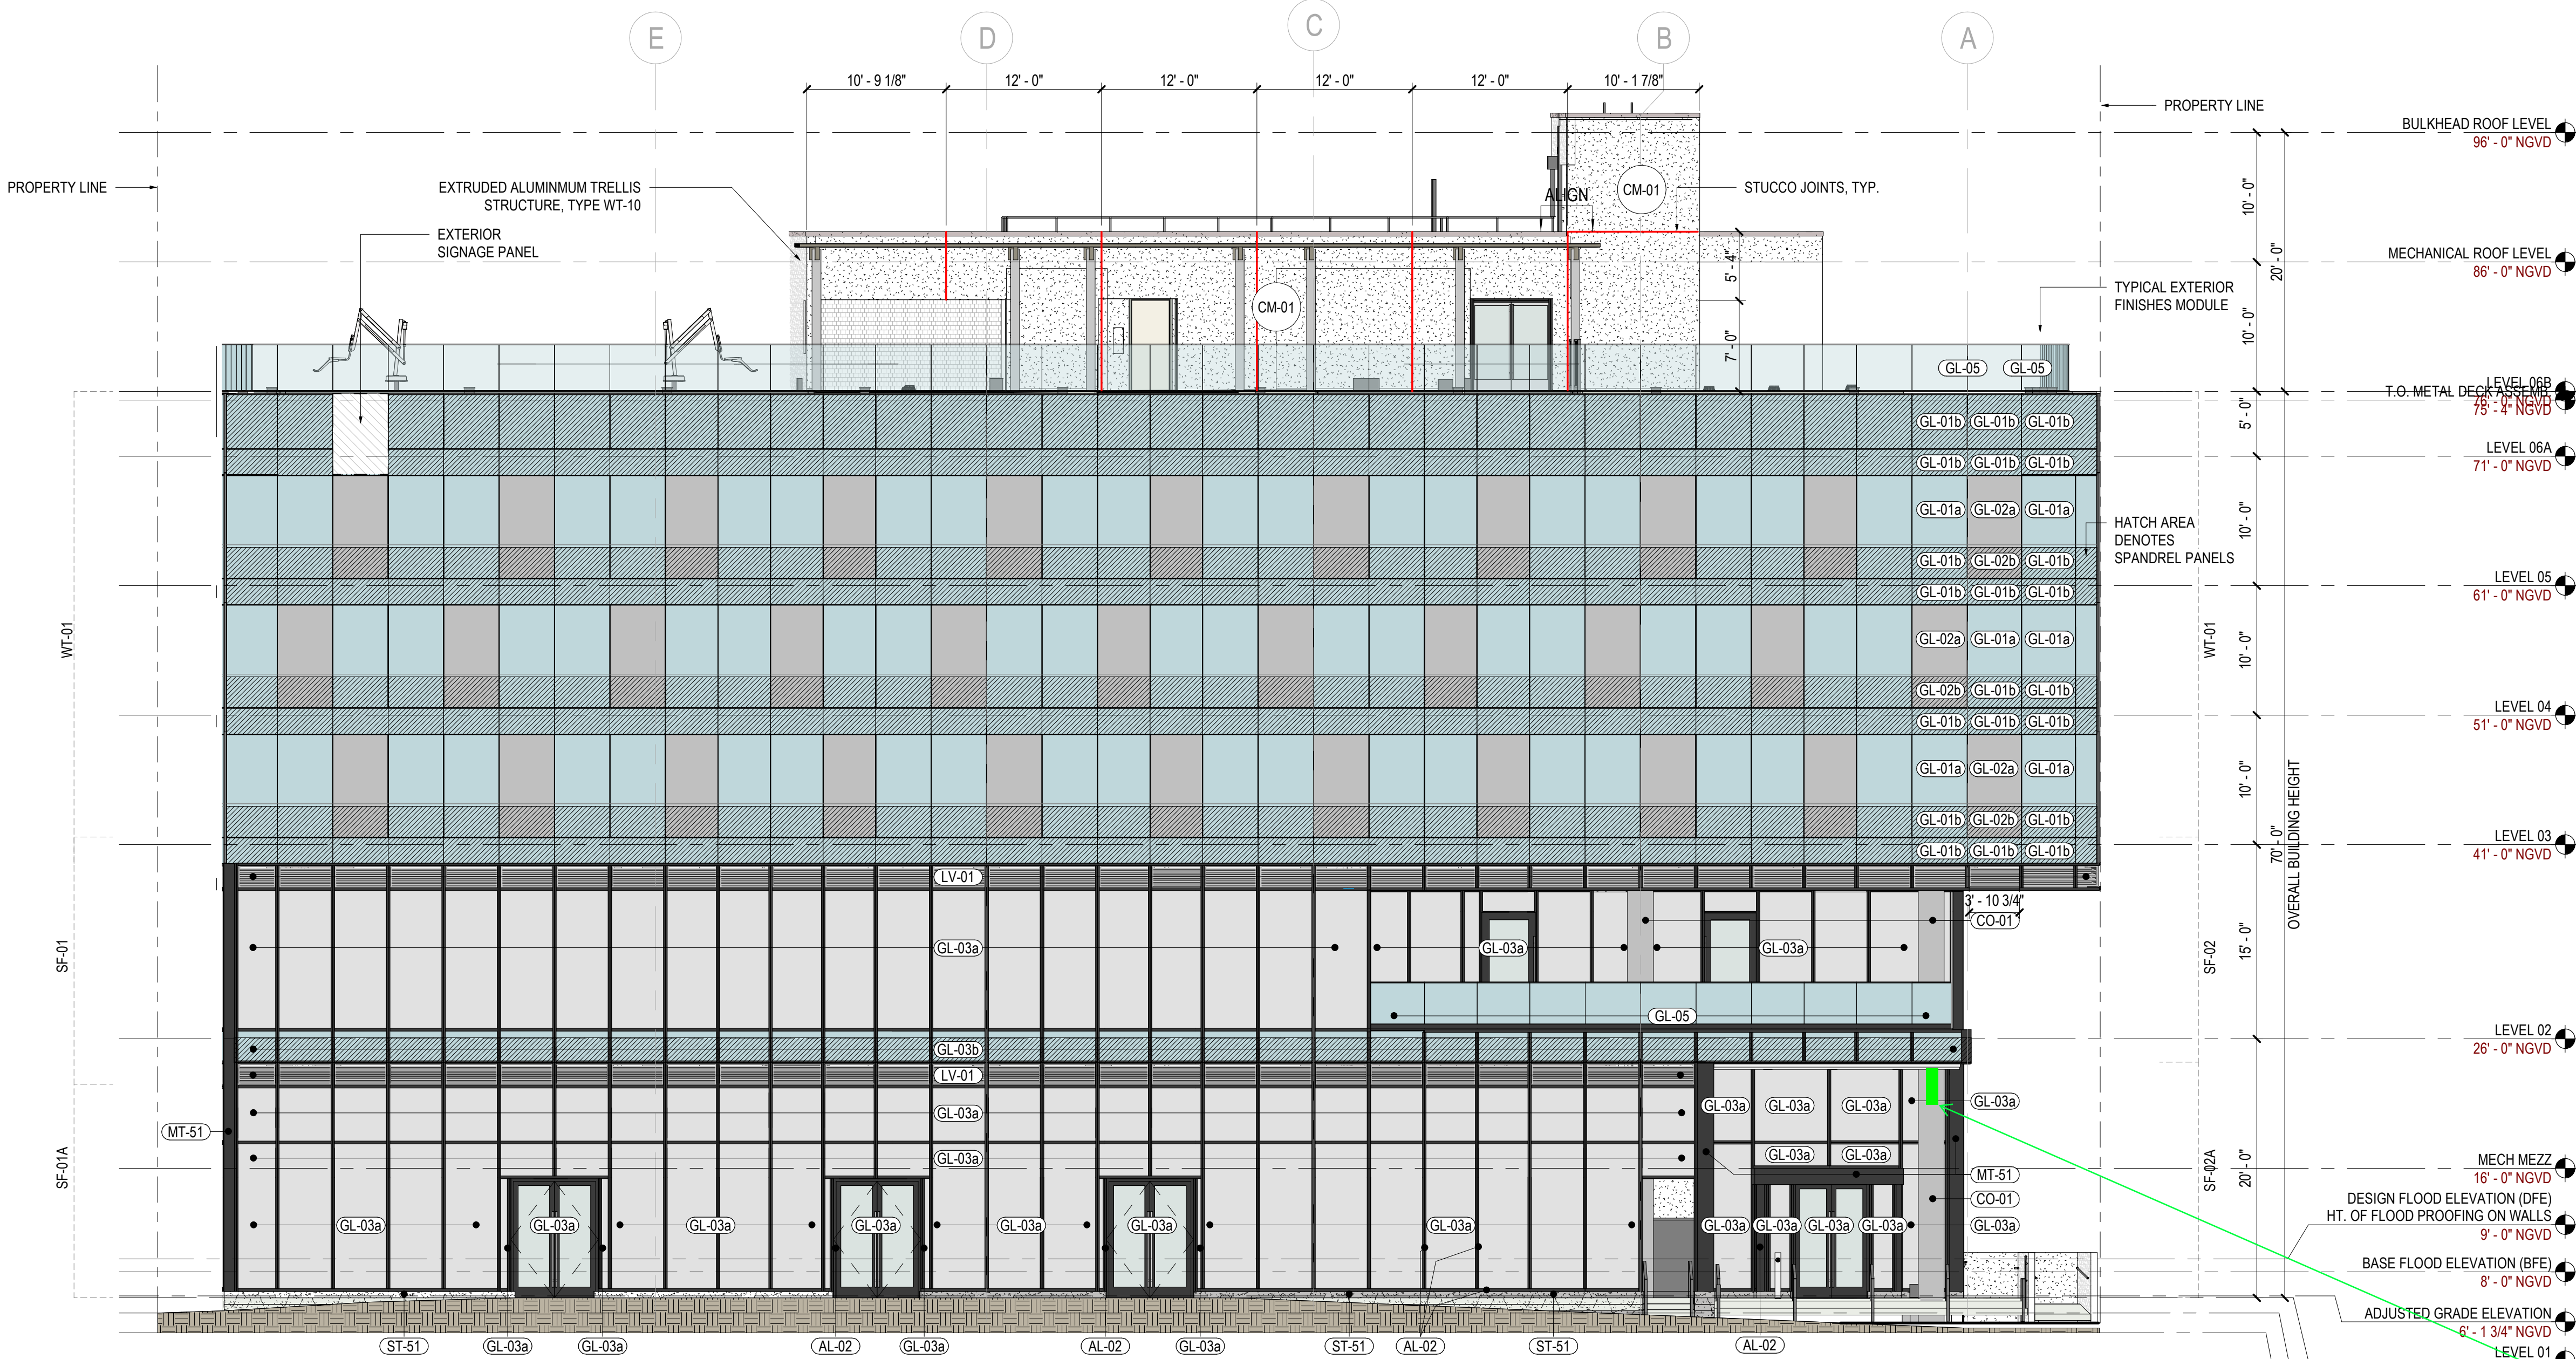 E
D
C
B
A
10' - 9 1/8"
12' - 0"
12' - 0"
12' - 0"
12' - 0"
10' - 1 7/8"
PROPERTY LINE
BULKHEAD ROOF LEVEL
96' - 0" NGVD
PROPERTY LINE
EXTRUDED ALUMINMUM TRELLIS
STRUCTURE, TYPE WT-10
ALIGN
CM-01
STUCCO JOINTS, TYP.
10' - 0"
EXTERIOR
SIGNAGE PANEL
MECHANICAL ROOF LEVEL
86' - 0" NGVD
5' - 4"
20' - 0"
TYPICAL EXTERIOR
FINISHES MODULE
CM-01
10' - 0"
7' - 0"
GL-05
GL-05
LEVEL 06B
T.O. METAL DECK ASSEMB.
76' - 0" NGVD
75' - 4" NGVD
5' - 0"
GL-01b
GL-01b
GL-01b
LEVEL 06A
71' - 0" NGVD
GL-01b
GL-01b
GL-01b
GL-01a
GL-02a
GL-01a
10' - 0"
HATCH AREA
DENOTES
SPANDREL PANELS
GL-01b
GL-02b
GL-01b
LEVEL 05
61' - 0" NGVD
GL-01b
GL-01b
GL-01b
WT-01
GL-02a
GL-01a
GL-01a
WT-01
10' - 0"
GL-02b
GL-01b
GL-01b
LEVEL 04
51' - 0" NGVD
GL-01b
GL-01b
GL-01b
GL-01a
GL-02a
GL-01a
10' - 0"
GL-01b
GL-02b
GL-01b
70' - 0"
OVERALL BUILDING HEIGHT
LEVEL 03
41' - 0" NGVD
GL-01b
GL-01b
GL-01b
LV-01
3' - 10 3/4"
CO-01
SF-01
GL-03a
GL-03a
GL-03a
SF-02
15' - 0"
GL-05
LEVEL 02
26' - 0" NGVD
GL-03b
LV-01
GL-03a
GL-03a
GL-03a
GL-03a
GL-03a
MT-51
GL-03a
GL-03a
GL-03a
SF-01A
MT-51
SF-02A
20' - 0"
MECH MEZZ
16' - 0" NGVD
CO-01
DESIGN FLOOD ELEVATION (DFE)
HT. OF FLOOD PROOFING ON WALLS
9' - 0" NGVD
GL-03a
GL-03a
GL-03a
GL-03a
GL-03a
GL-03a
GL-03a
GL-03a
GL-03a
GL-03a
GL-03a
GL-03a
BASE FLOOD ELEVATION (BFE)
8' - 0" NGVD
ADJUSTED GRADE ELEVATION
6' - 1 3/4" NGVD
ST-51
GL-03a
GL-03a
AL-02
GL-03a
AL-02
GL-03a
ST-51
AL-02
ST-51
AL-02
LEVEL 01